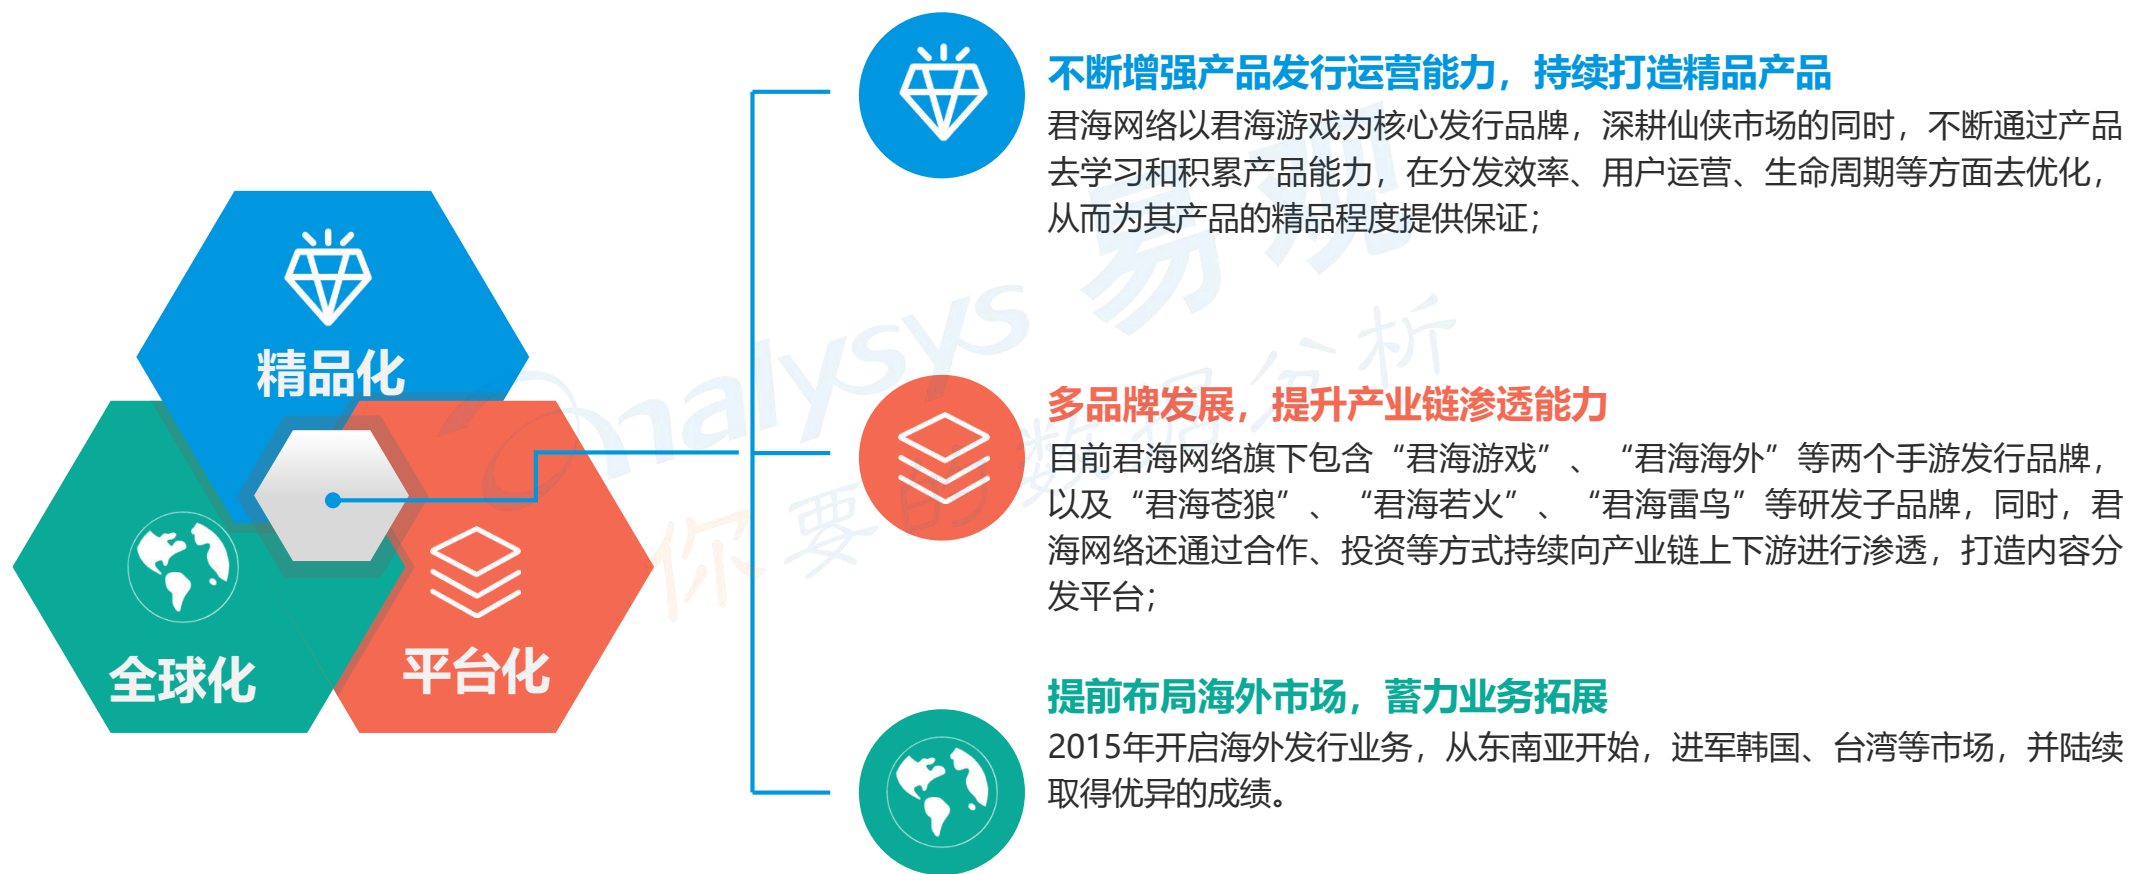 精品化
全球化
平台化
不断增强产品发行运营能力，持续打造精品产品
君海网络以君海游戏为核心发行品牌，深耕仙侠市场的同时，不断通过产品
去学习和积累产品能力，在分发效率、用户运营、生命周期等方面去优化，
从而为其产品的精品程度提供保证；
多品牌发展，提升产业链渗透能力
目前君海网络旗下包含“君海游戏”、“君海海外”等两个手游发行品牌，
以及“君海苍狼”、“君海若火”、“君海雷鸟”等研发子品牌，同时，君
海网络还通过合作、投资等方式持续向产业链上下游进行渗透，打造内容分
发平台；
提前布局海外市场，蓄力业务拓展
2015年开启海外发行业务，从东南亚开始，进军韩国、台湾等市场，并陆续
取得优异的成绩。
analysys 易观
你要的数据分析